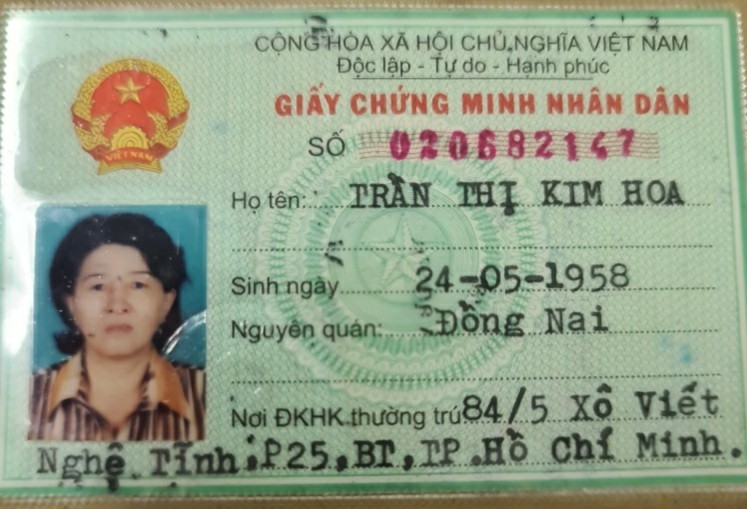 CỘNG HÒA XÃ HỘI CHỦ NGHĨA VIỆT NAM
Độc lập - Tự do - Hạnh phúc
GIẤY CHỨNG MINH NHÂN DÂN
SỐ 020682147
Họ tên: TRẦN THỊ KIM HOA
Sinh ngày 24-05-1958
Nguyên quán: Đồng Nai
Nơi ĐKHK thường trú 84/5 Xô Viết
Nghệ Tĩnh, P25, BT, TP.Hồ Chí Minh.
VIỆT NAM